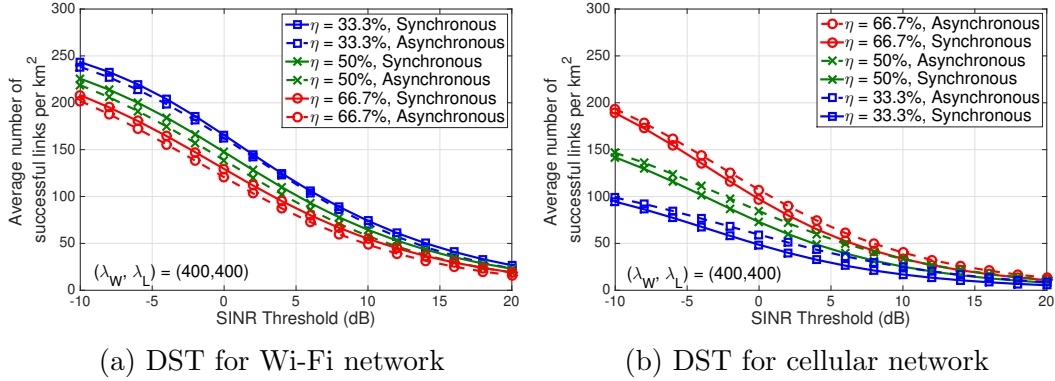 η = 33.3%, Synchronous
η = 33.3%, Asynchronous
η = 50%, Synchronous
η = 50%, Asynchronous
η = 66.7%, Synchronous
η = 66.7%, Asynchronous
300
250
200
150
100
50
0
-10 -5 0 5 10 15 20
Average number of
successful links per km²
(λ_W, λ_L) = (400,400)
SINR Threshold (dB)
(a) DST for Wi-Fi network
η = 66.7%, Asynchronous
η = 66.7%, Synchronous
η = 50%, Asynchronous
η = 50%, Synchronous
η = 33.3%, Asynchronous
η = 33.3%, Synchronous
300
250
200
150
100
50
0
-10 -5 0 5 10 15 20
Average number of
successful links per km²
(λ_W, λ_L) = (400,400)
SINR Threshold (dB)
(b) DST for cellular network